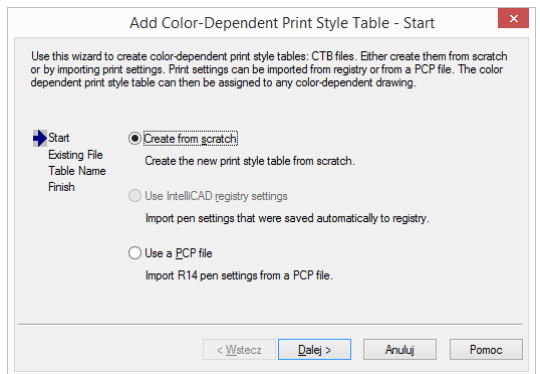 Add Color-Dependent Print Style Table - Start
Use this wizard to create color-dependent print style tables: CTB files. Either create them from scratch
or by importing print settings. Print settings can be imported from registry or from a PCP file. The color
dependent print style table can then be assigned to any color-dependent drawing.
Start
Existing File
Table Name
Finish
Create from scratch
Create the new print style table from scratch.
Use IntelliCAD registry settings
Import pen settings that were saved automatically to registry.
Use a PCP file
Import R14 pen settings from a PCP file.
< Wstecz
Dalej >
Anuluj
Pomoc